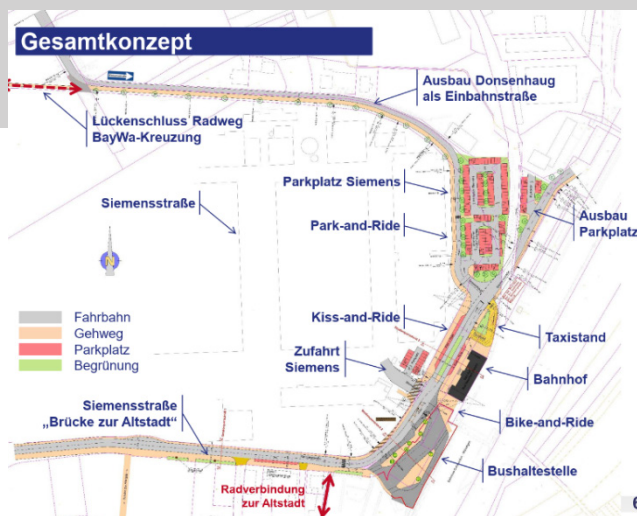 Gesamtkonzept
Ausbau Donsenhaug
als Einbahnstraße
Lückenschluss Radweg
BayWa-Kreuzung
Parkplatz Siemens
Siemensstraße
Park-and-Ride
Ausbau
Parkplatz
Kiss-and-Ride
Taxistand
Fahrbahn
Gehweg
Parkplatz
Begrünung
Zufahrt
Siemens
Bahnhof
Siemensstraße
„Brücke zur Altstadt“
Bike-and-Ride
Bushaltestelle
Radverbindung
zur Altstadt
6